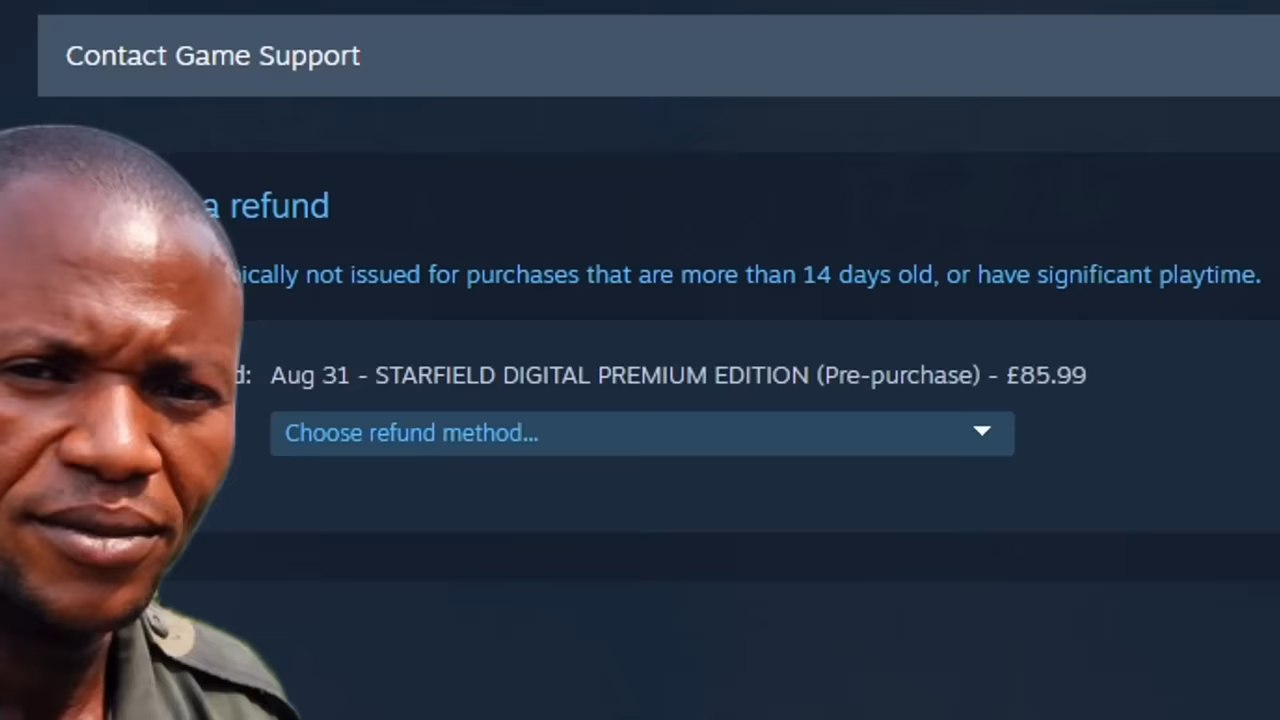 Contact Game Support
a refund
not issued for purchases that are more than 14 days old, or have significant playtime.
Aug 31 - STARFIELD DIGITAL PREMIUM EDITION (Pre-purchase) - £85.99
Choose refund method...